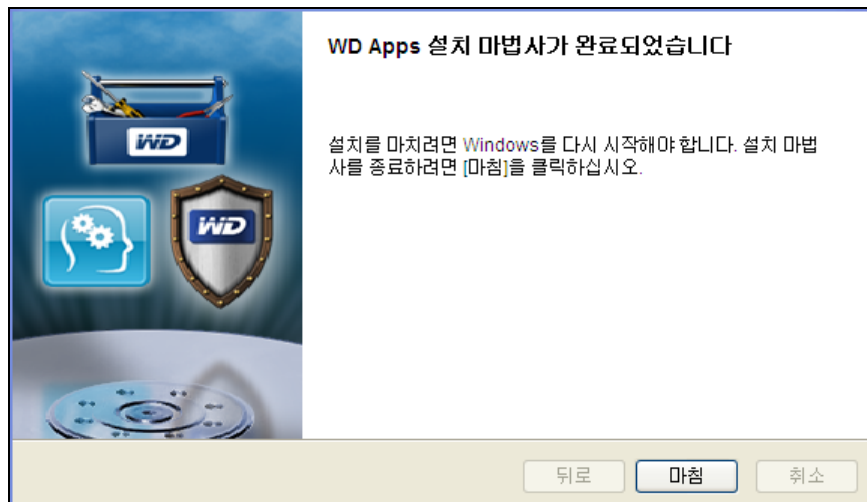 WD Apps 설치 마법사가 완료되었습니다
설치를 마치려면 Windows를 다시 시작해야 합니다. 설치 마법
사를 종료하려면 [마침]을 클릭하십시오.
WD
WD
뒤로 마침 취소